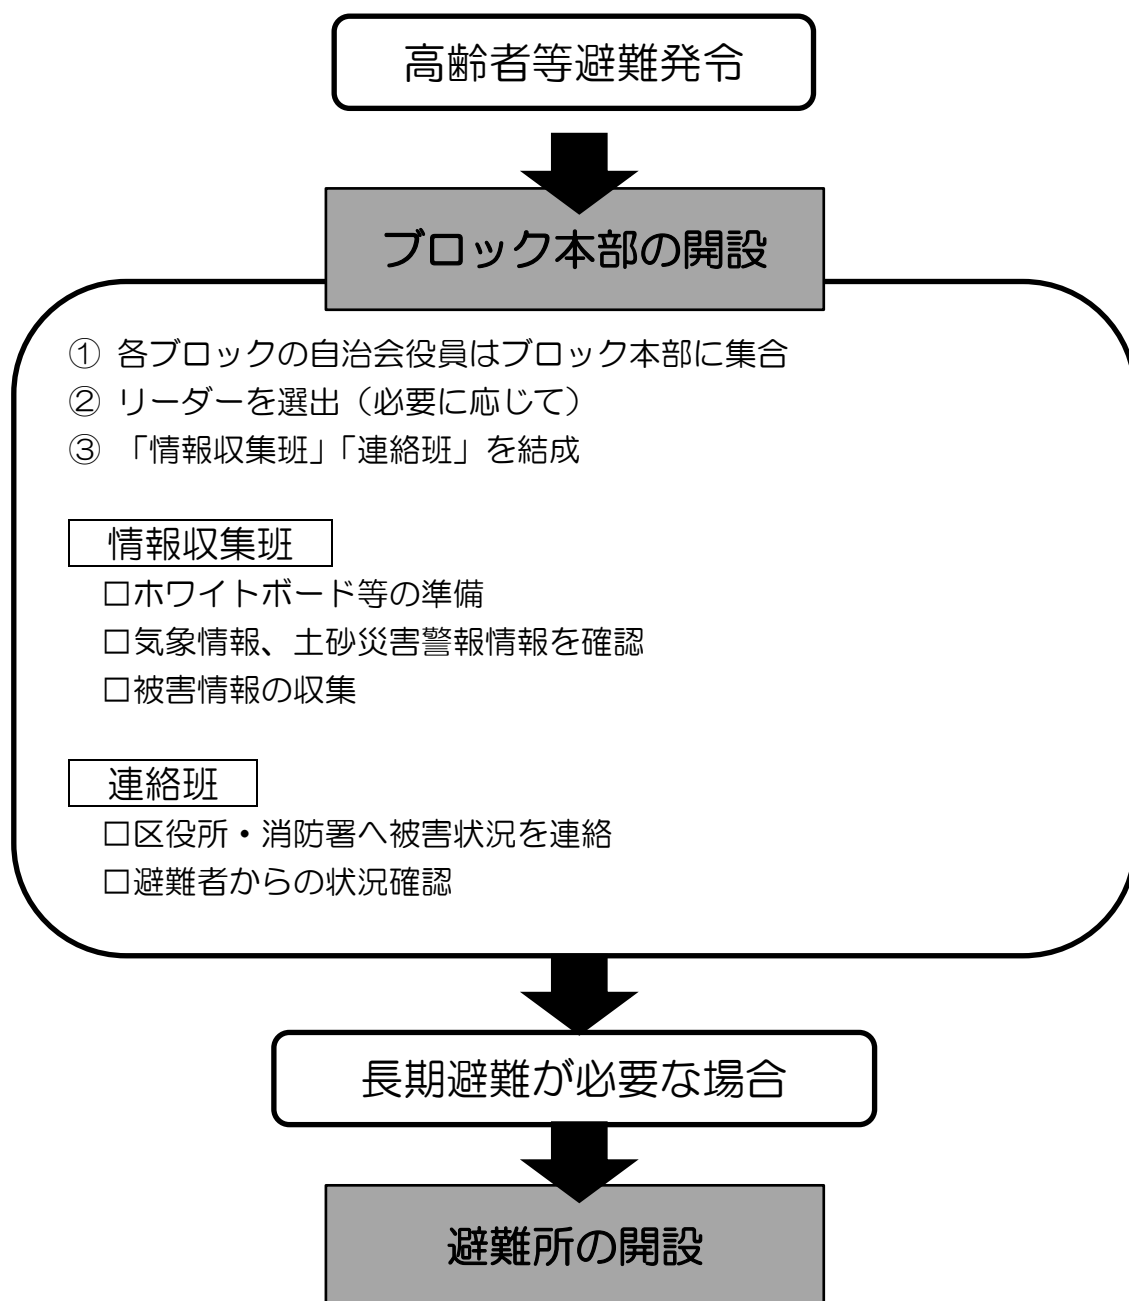 高齢者等避難発令
ブロック本部の開設
① 各ブロックの自治会役員はブロック本部に集合
② リーダーを選出（必要に応じて）
③ 「情報収集班」「連絡班」を結成
情報収集班
□ホワイトボード等の準備
□気象情報、土砂災害警報情報を確認
□被害情報の収集
連絡班
□区役所・消防署へ被害状況を連絡
□避難者からの状況確認
長期避難が必要な場合
避難所の開設